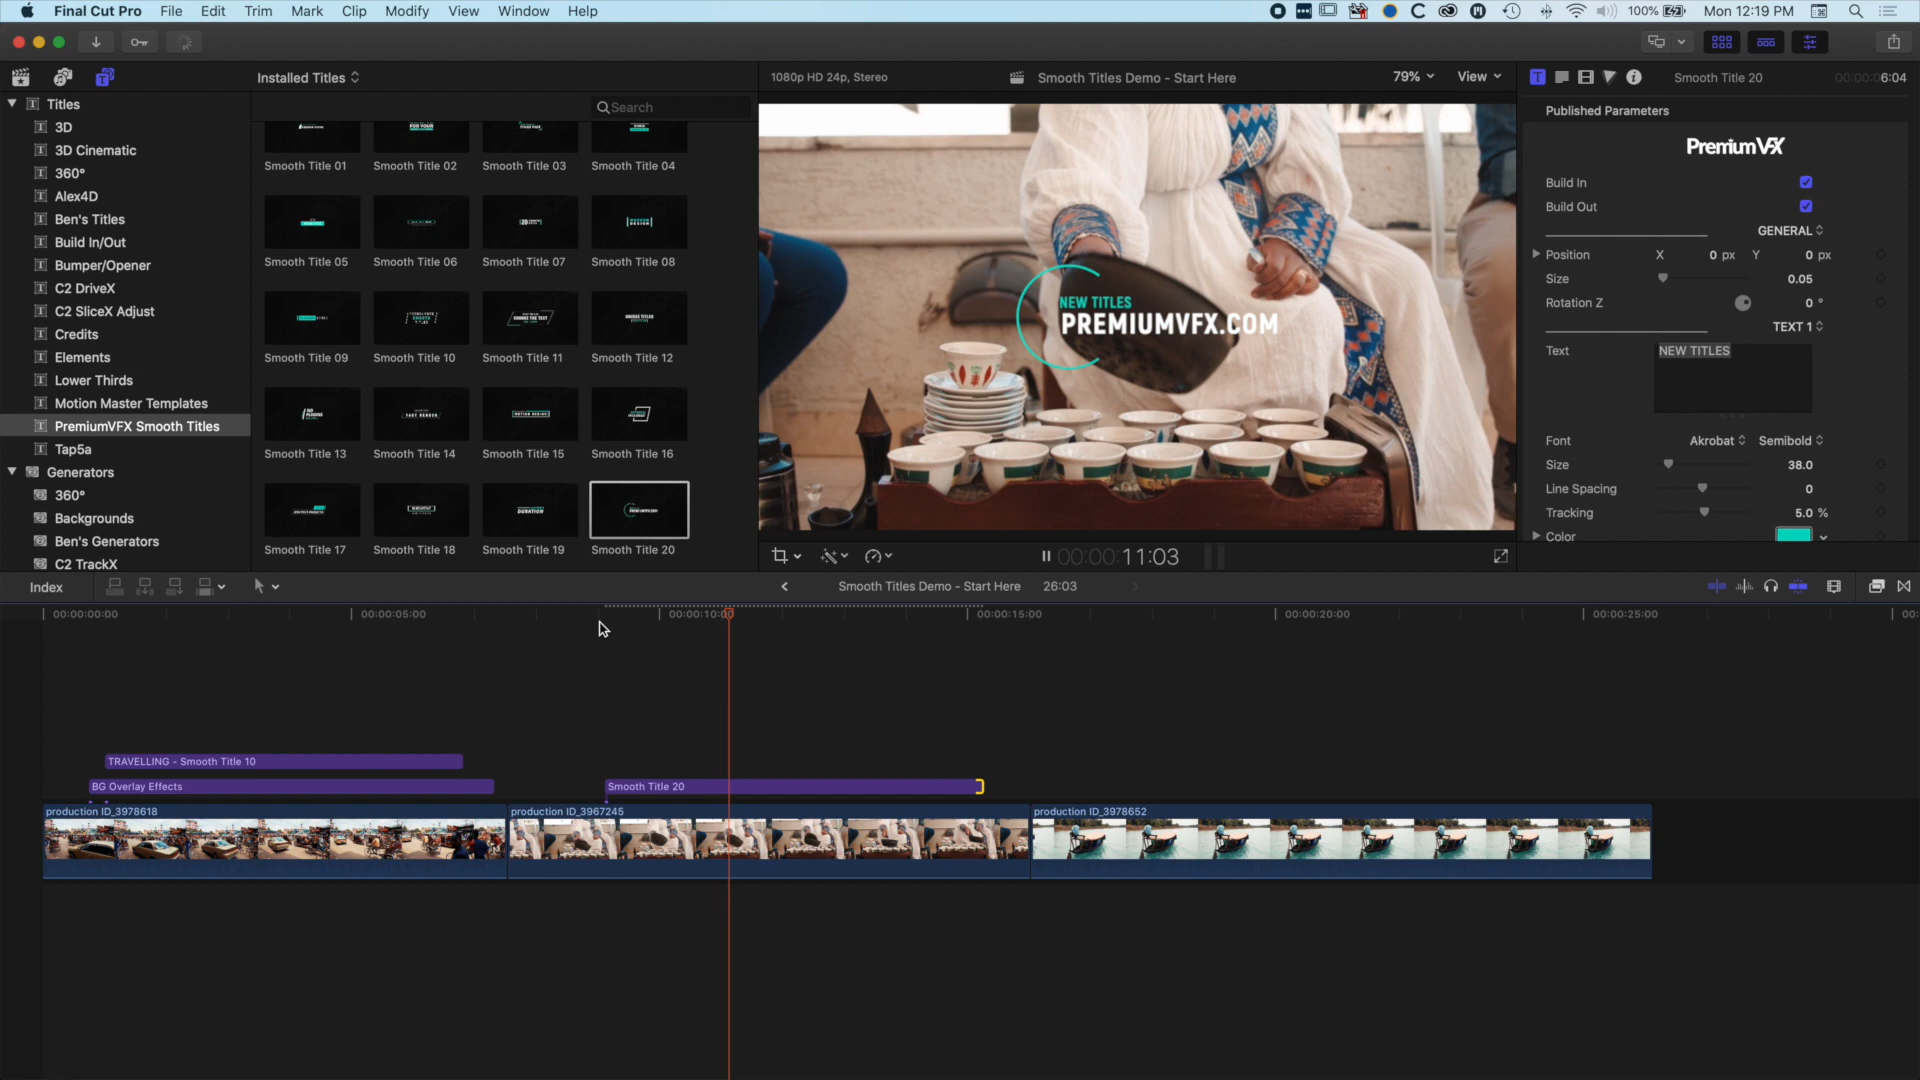 Final Cut Pro File Edit Trim Mark Clip Modify View Window Help 100% Mon 12:19 PM
Installed Titles
1080p HD 24p, Stereo Smooth Titles Demo - Start Here 79% View
Smooth Title 20 00:00:06:04
Titles
3D
3D Cinematic
360°
Alex4D
Ben's Titles
Build In/Out
Bumper/Opener
C2 DriveX
C2 SliceX Adjust
Credits
Elements
Lower Thirds
Motion Master Templates
PremiumVFX Smooth Titles
Tap5a
Generators
360°
Backgrounds
Ben's Generators
C2 TrackX
Search
FOR YOUR
Smooth Title 01 Smooth Title 02 Smooth Title 03 Smooth Title 04
Smooth Title 05 Smooth Title 06 Smooth Title 07 Smooth Title 08
Smooth Title 09 Smooth Title 10 Smooth Title 11 Smooth Title 12
Smooth Title 13 Smooth Title 14 Smooth Title 15 Smooth Title 16
DURATION
Smooth Title 17 Smooth Title 18 Smooth Title 19 Smooth Title 20
NEW TITLES
PREMIUMVFX.COM
00:00:11:03
Published Parameters
PremiumVFX
Build In
Build Out
GENERAL
Position X 0 px Y 0 px
Size 0.05
Rotation Z 0 °
TEXT 1
Text NEW TITLES
Font Akrobat Semibold
Size 38.0
Line Spacing 0
Tracking 5.0 %
Color
Index
Smooth Titles Demo - Start Here 26:03
00:00:00:00 00:00:05:00 00:00:10:00 00:00:15:00 00:00:20:00 00:00:25:00 00:
TRAVELLING - Smooth Title 10
BG Overlay Effects
Smooth Title 20
production ID_3978618
production ID_3967245
production ID_3978652